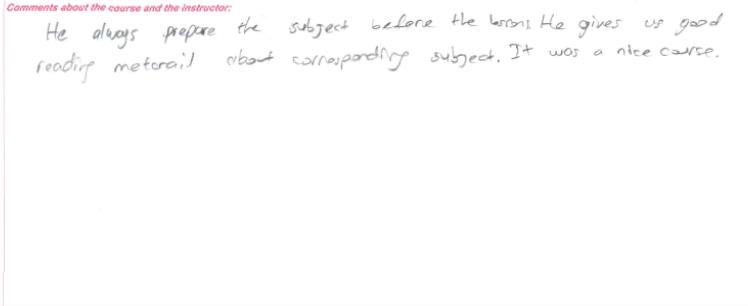 Comments about the course and the instructor:
He always prepare the subject before the lessons. He gives us good
reading meterail about corresponding subject. It was a nice course.